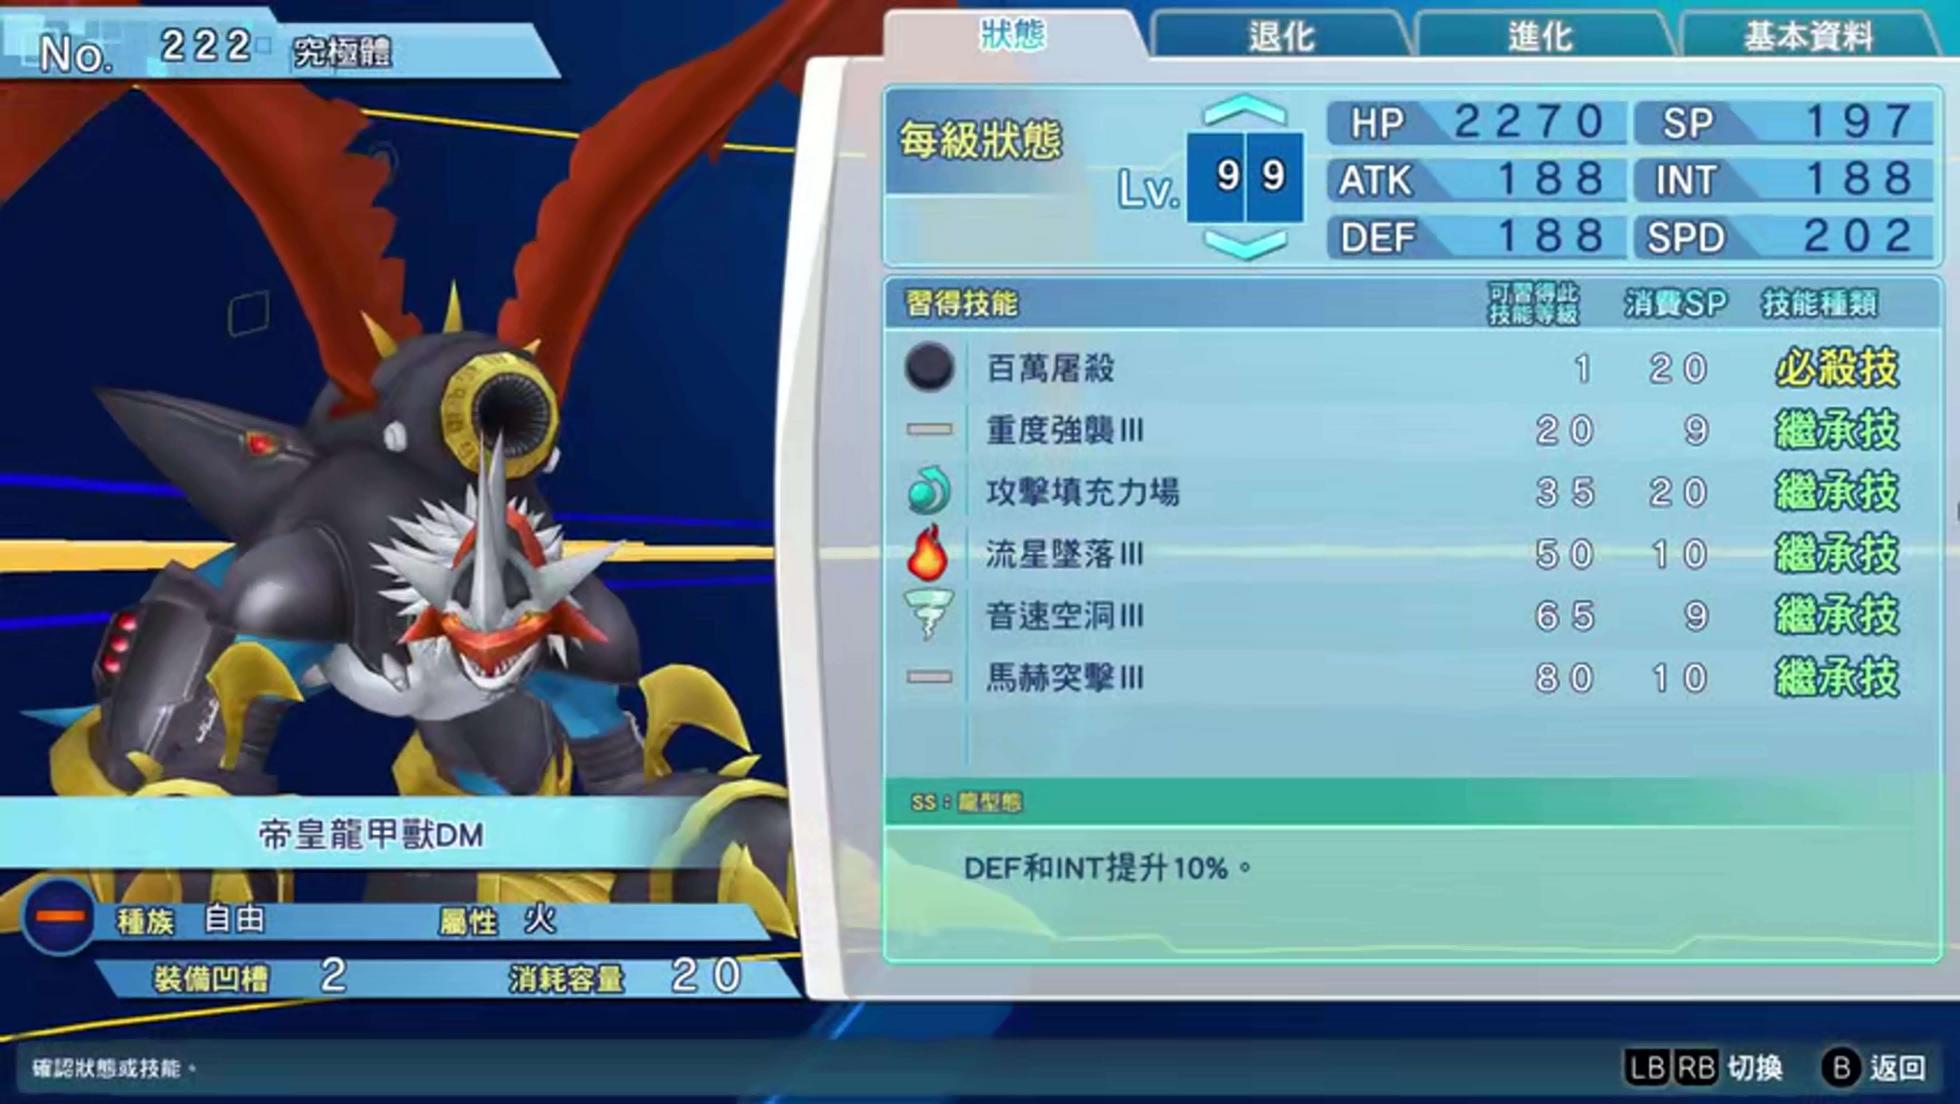 No. 222 究極體
狀態 退化 進化 基本資料
每級狀態
Lv. 99
HP 2270 SP 197
ATK 188 INT 188
DEF 188 SPD 202
習得技能 可習得此技能等級 消費SP 技能種類
百萬屠殺 1 20 必殺技
重度強襲III 20 9 繼承技
攻擊填充力場 35 20 繼承技
流星墜落III 50 10 繼承技
音速空洞III 65 9 繼承技
馬赫突擊III 80 10 繼承技
SS：龍型態
DEF和INT提升10%。
帝皇龍甲獸DM
種族 自由 屬性 火
裝備凹槽 2 消耗容量 20
確認狀態或技能。
LB RB 切換 B 返回